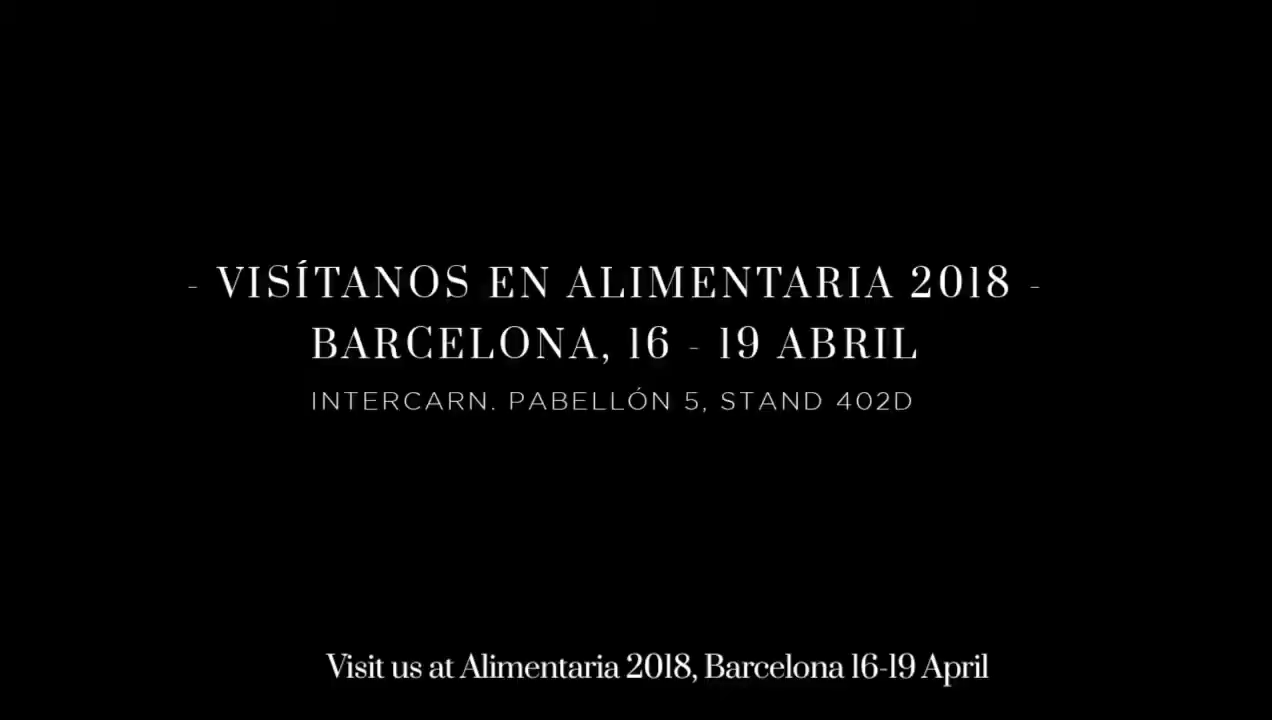 - VISÍTANOS EN ALIMENTARIA 2018 -
BARCELONA, 16 - 19 ABRIL
INTERCARN. PABELLÓN 5, STAND 402D
Visit us at Alimentaria 2018, Barcelona 16-19 April